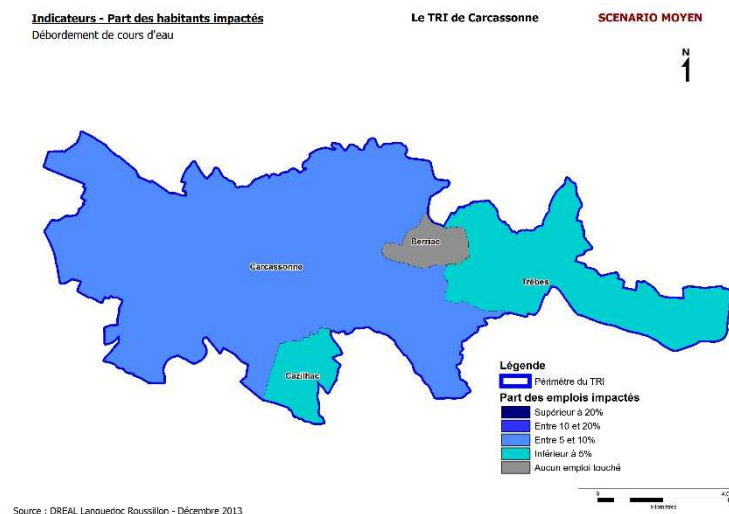 Indicateurs - Part des habitants impactés
Le TRI de Carcassonne
SCENARIO MOYEN
Débordement de cours d'eau
N
Berriac
Carcassonne
Trèbes
Cazilhac
Légende
Périmètre du TRI
Part des emplois impactés
Supérieur à 20%
Entre 10 et 20%
Entre 5 et 10%
Inférieur à 5%
Aucun emploi touché
0
kilomètres
Source : DREAL Languedoc Roussillon - Décembre 2013